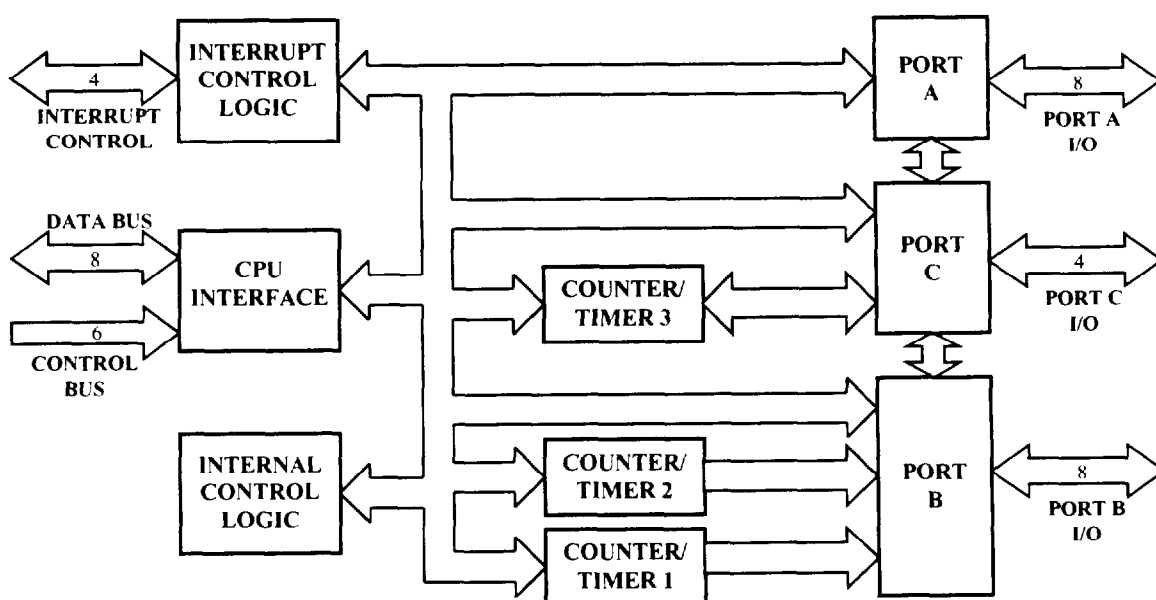 INTERRUPT
CONTROL
LOGIC
4
INTERRUPT
CONTROL
PORT
A
8
PORT A
I/O
DATA BUS
8
CPU
INTERFACE
6
CONTROL
BUS
COUNTER/
TIMER 3
PORT
C
4
PORT C
I/O
INTERNAL
CONTROL
LOGIC
COUNTER/
TIMER 2
COUNTER/
TIMER 1
PORT
B
8
PORT B
I/O